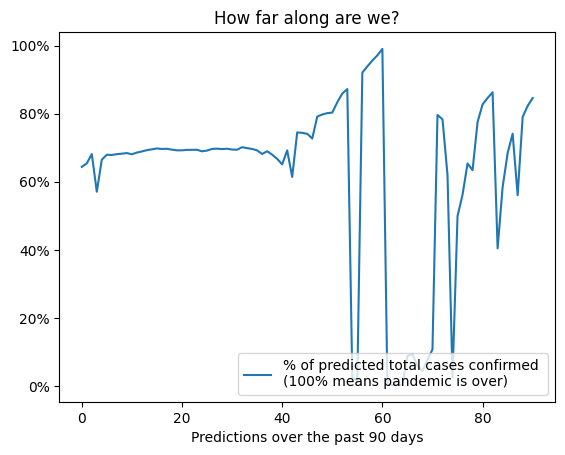 How far along are we?
100%
80%
60%
40%
20%
0%
% of predicted total cases confirmed
(100% means pandemic is over)
0 20 40 60 80
Predictions over the past 90 days